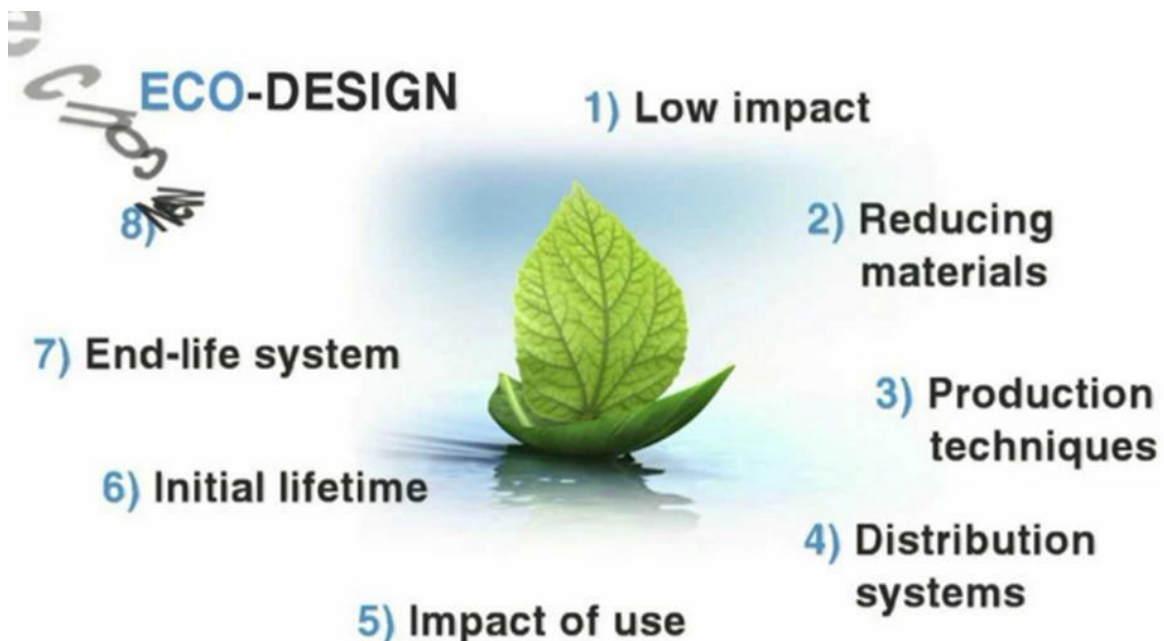 ECO-DESIGN
1) Low impact
2) Reducing
materials
3) Production
techniques
4) Distribution
systems
5) Impact of use
6) Initial lifetime
7) End-life system
8)